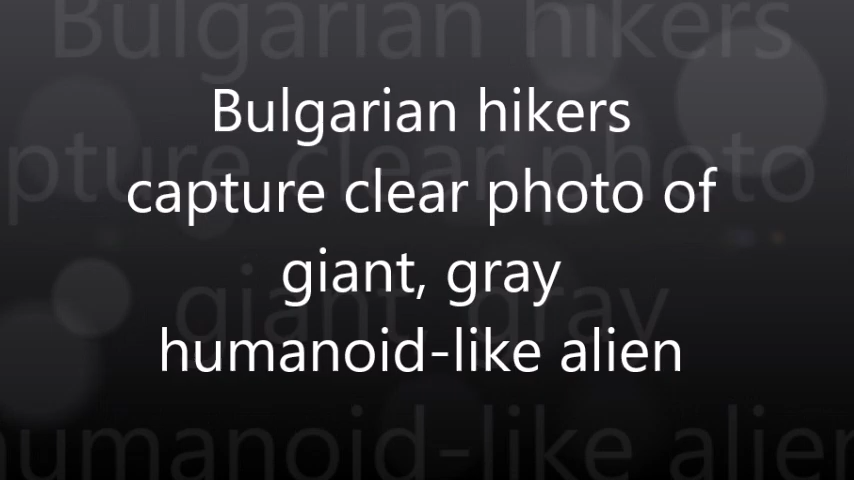 Bulgarian hikers
capture clear photo of
giant, gray
humanoid-like alien